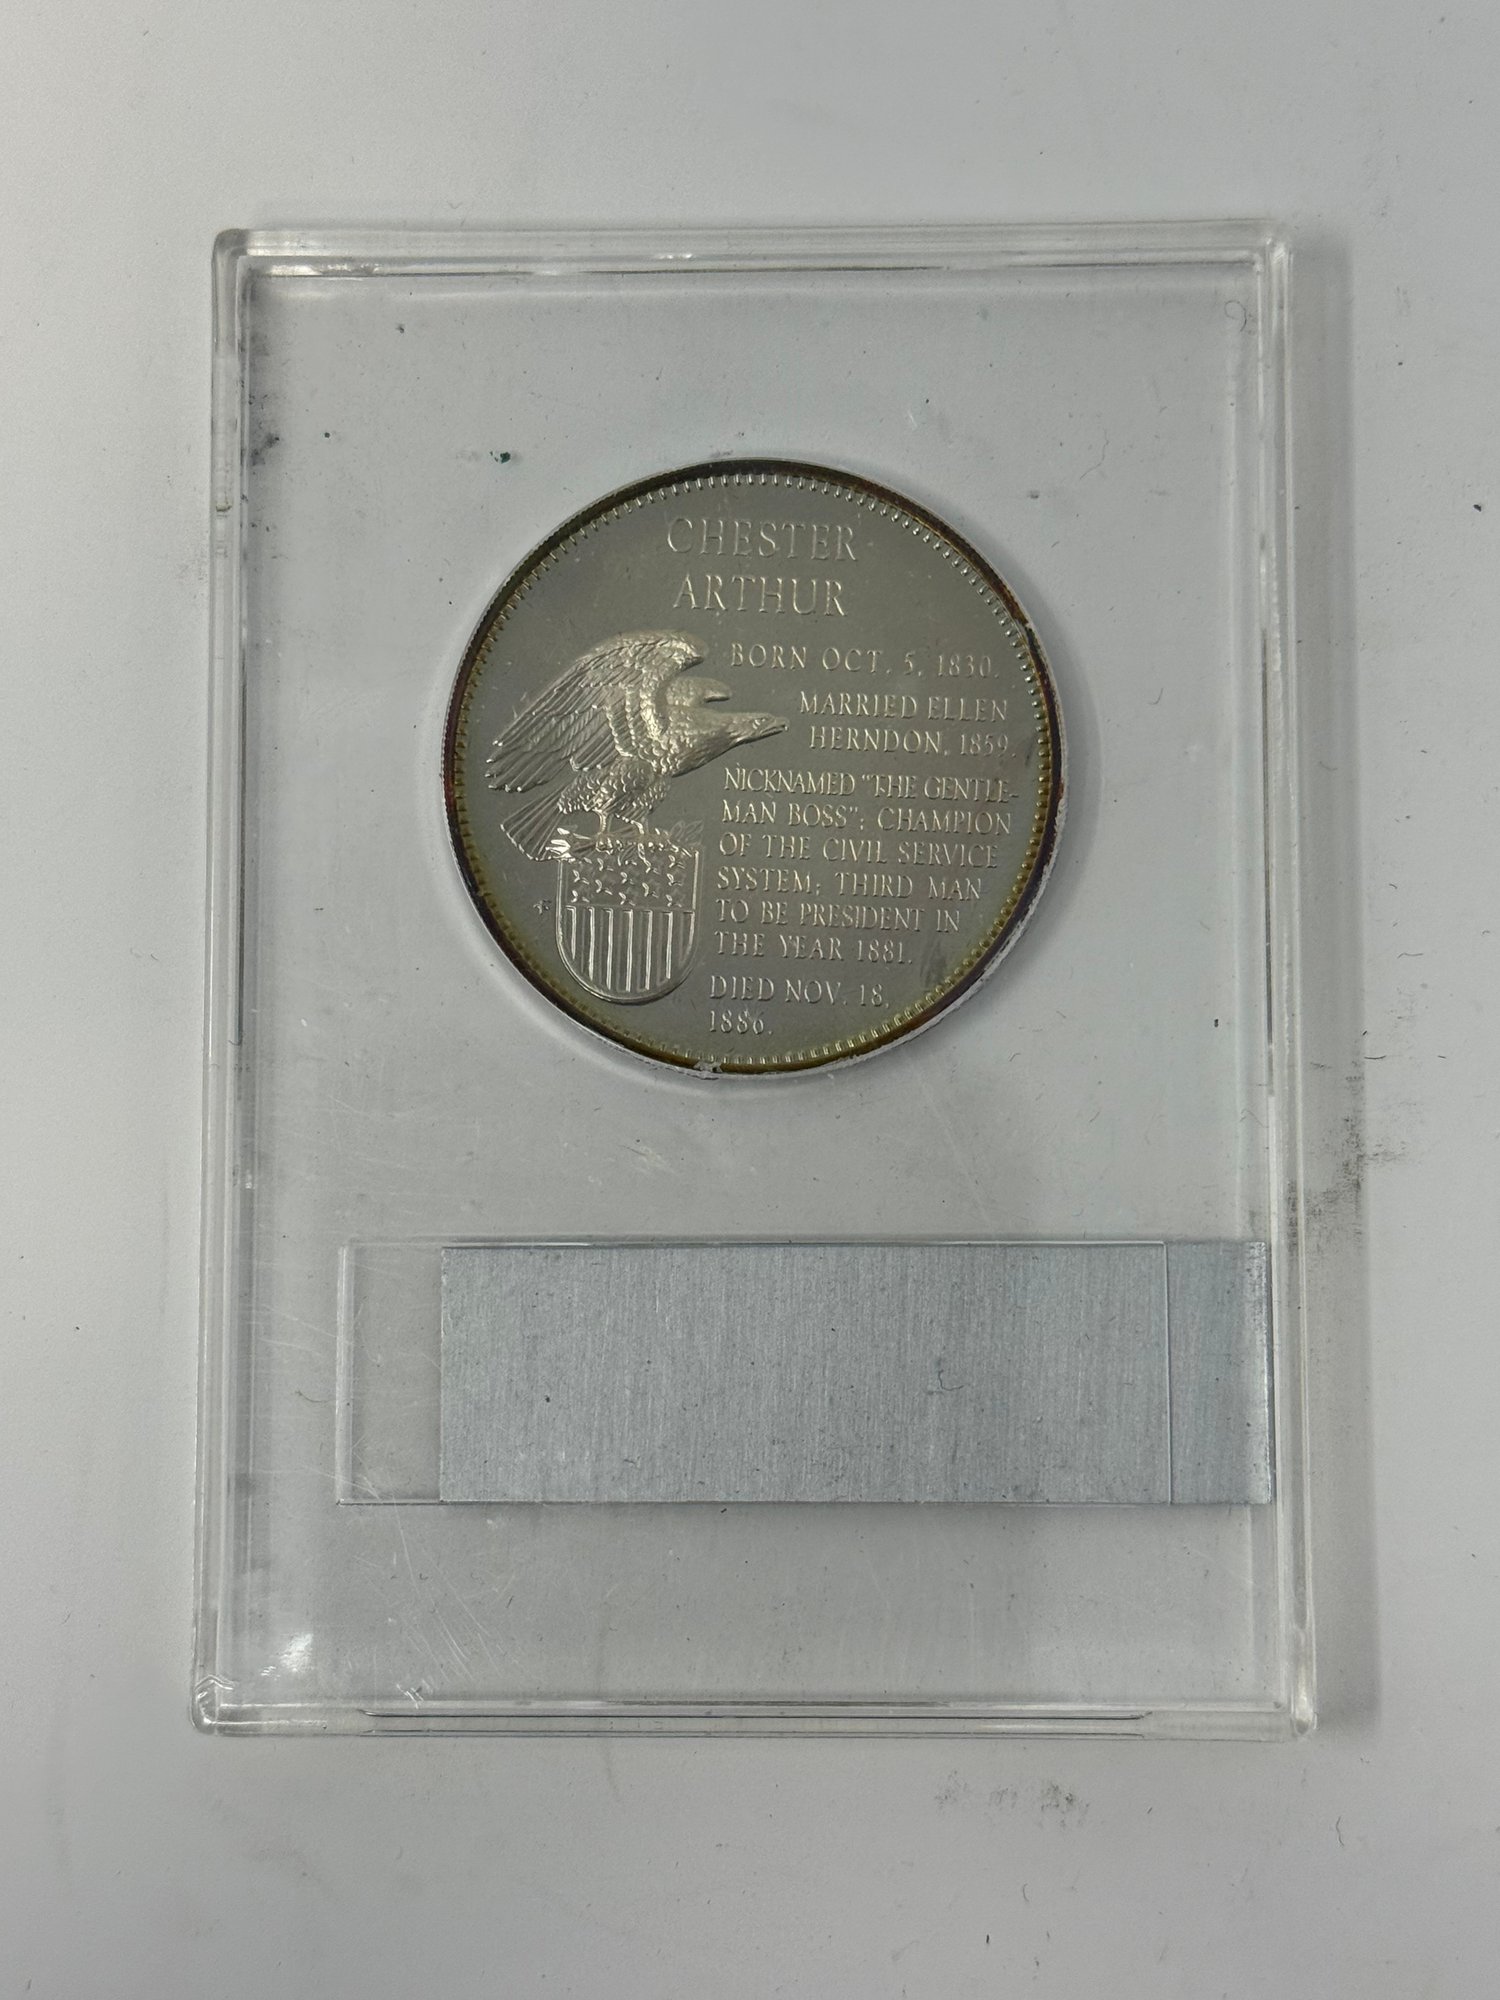 CHESTER
ARTHUR
BORN OCT. 5, 1830.
MARRIED ELLEN
HERNDON, 1859.
NICKNAMED "THE GENTLE-
MAN BOSS"; CHAMPION
OF THE CIVIL SERVICE
SYSTEM; THIRD MAN
TO BE PRESIDENT IN
THE YEAR 1881.
DIED NOV. 18,
1886.